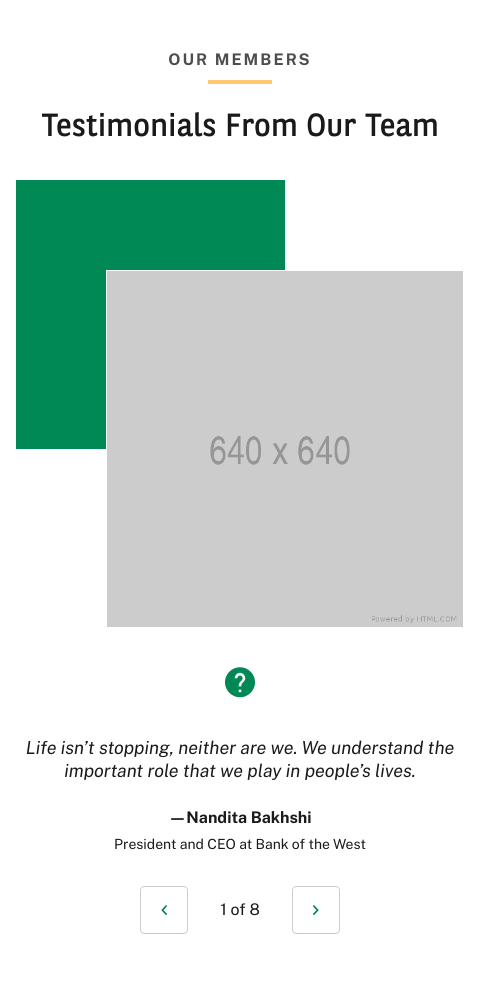 OUR MEMBERS
Testimonials From Our Team
640 x 640
Powered by HTML.COM
?
Life isn’t stopping, neither are we. We understand the
important role that we play in people’s lives.
—Nandita Bakhshi
President and CEO at Bank of the West
1 of 8